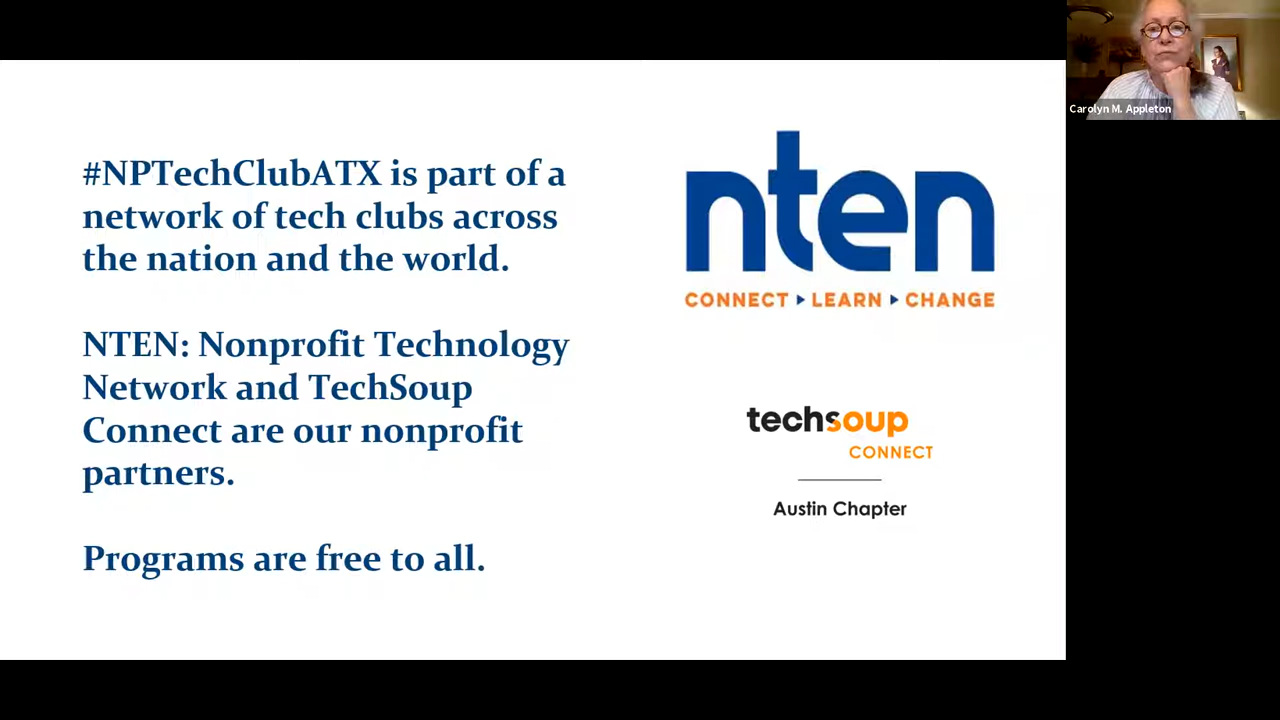 #NPTechClubATX is part of a
network of tech clubs across
the nation and the world.
NTEN: Nonprofit Technology
Network and TechSoup
Connect are our nonprofit
partners.
Programs are free to all.
nten
CONNECT ▸ LEARN ▸ CHANGE
techsoup
CONNECT
Austin Chapter
Carolyn M. Appleton